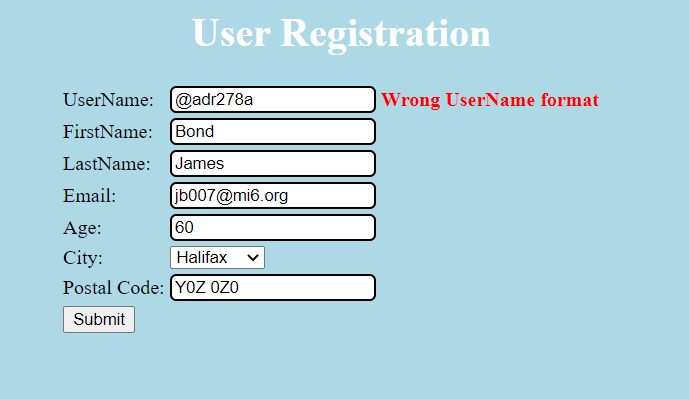 User Registration
UserName: @adr278a Wrong UserName format
FirstName: Bond
LastName: James
Email: jb007@mi6.org
Age: 60
City: Halifax
Postal Code: Y0Z 0Z0
Submit